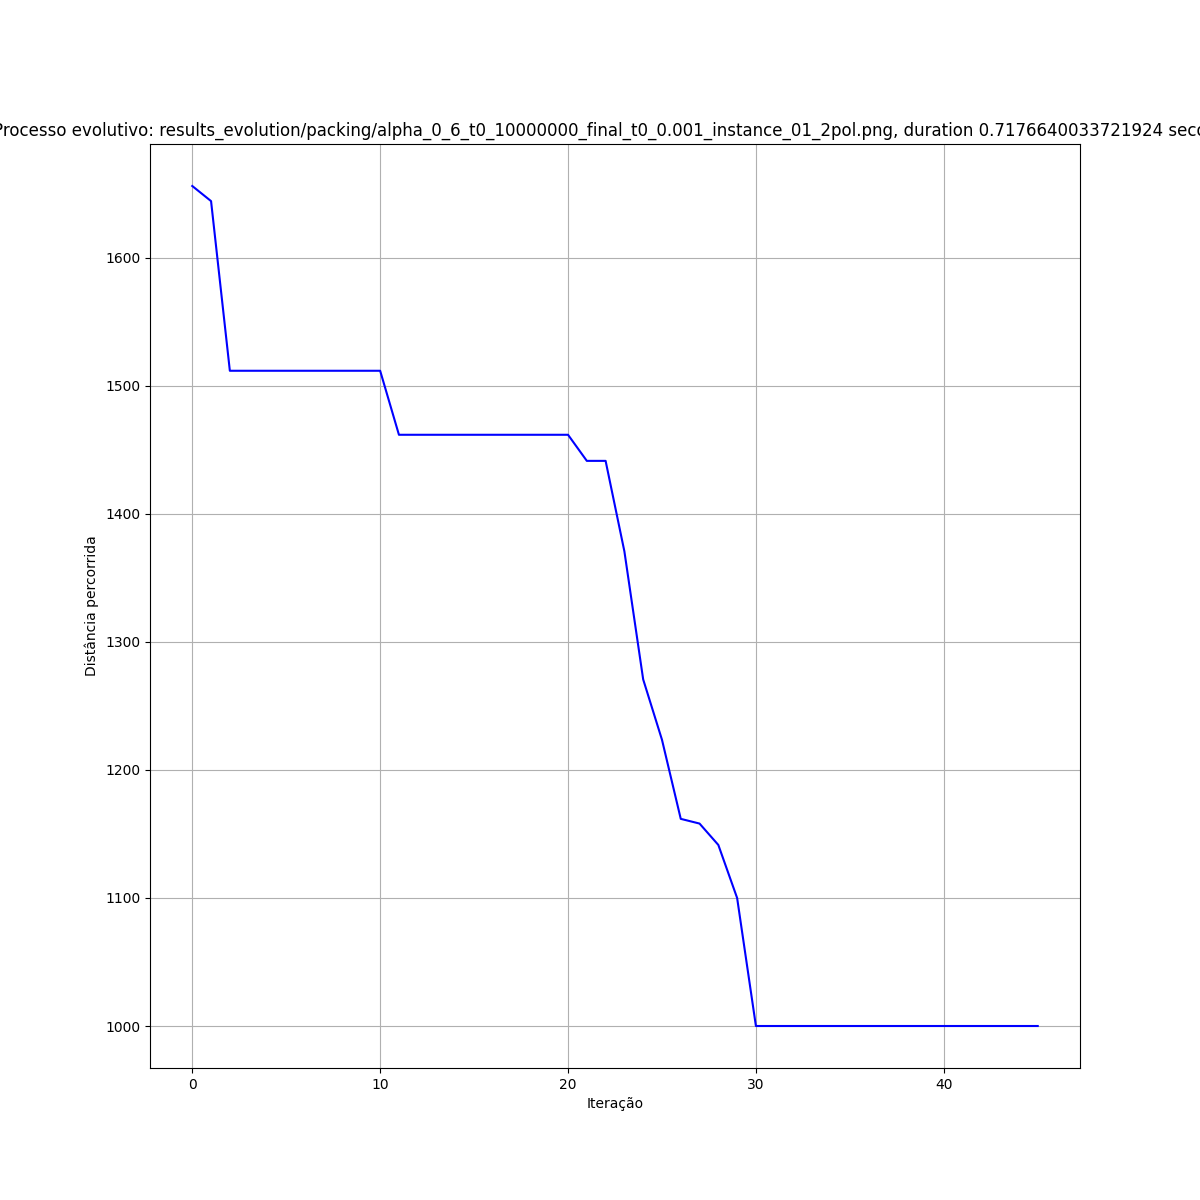 Processo evolutivo: results_evolution/packing/alpha_0_6_t0_10000000_final_t0_0.001_instance_01_2pol.png, duration 0.7176640033721924
1600
1500
1400
1300
1200
1100
1000
Distância percorrida
0 10 20 30 40
Iteração